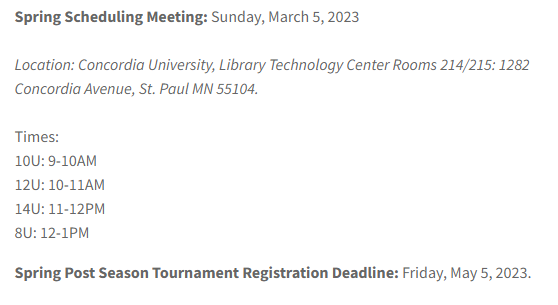 Spring Scheduling Meeting: Sunday, March 5, 2023
Location: Concordia University, Library Technology Center Rooms 214/215: 1282
Concordia Avenue, St. Paul MN 55104.
Times:
10U: 9-10AM
12U: 10-11AM
14U: 11-12PM
8U: 12-1PM
Spring Post Season Tournament Registration Deadline: Friday, May 5, 2023.